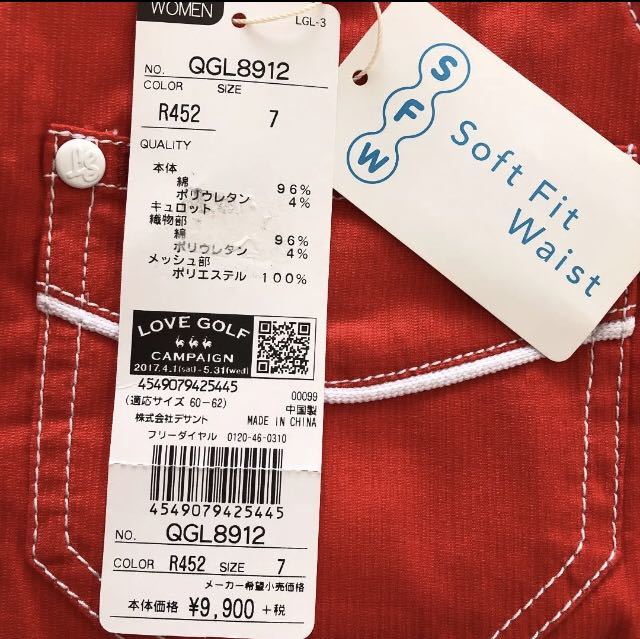 WOMEN
LGL-3
NO. QGL8912
COLOR SIZE
R452 7
QUALITY
本体
綿 96%
ポリウレタン 4%
キュロット
織物部
綿 96%
ポリウレタン 4%
メッシュ部
ポリエステル 100%
LOVE GOLF
CAMPAIGN
2017.4.1(sat)-5.31(wed)
4549079425445
00099
(適応サイズ 60-62)
中国製
株式会社デサント
MADE IN CHINA
フリーダイヤル 0120-46-0310
4549079425445
NO. QGL8912
COLOR R452 SIZE 7
メーカー希望小売価格
本体価格 ¥9,900 +税
SFW
Soft Fit
Waist